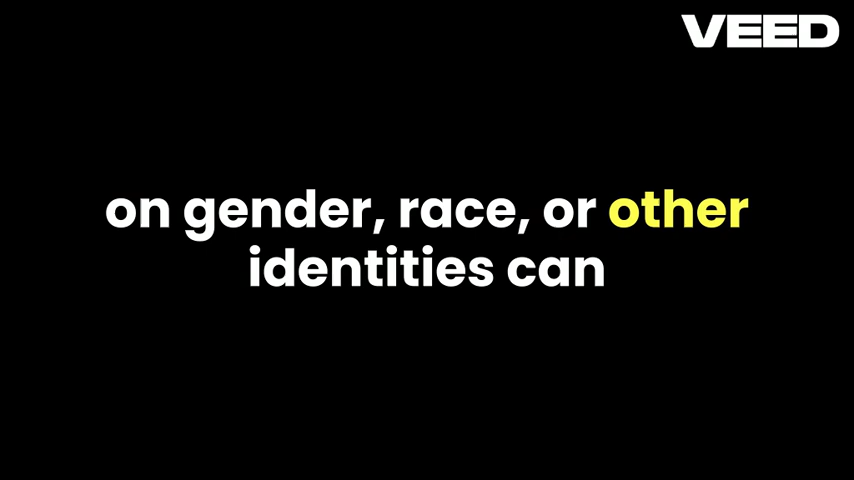 VEED
on gender, race, or other
identities can